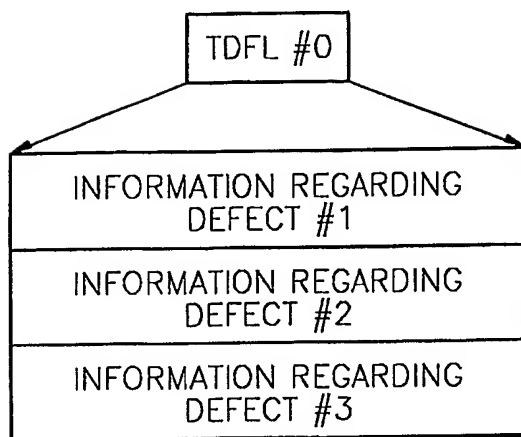 TDFL #0
INFORMATION REGARDING
DEFECT #1
INFORMATION REGARDING
DEFECT #2
INFORMATION REGARDING
DEFECT #3